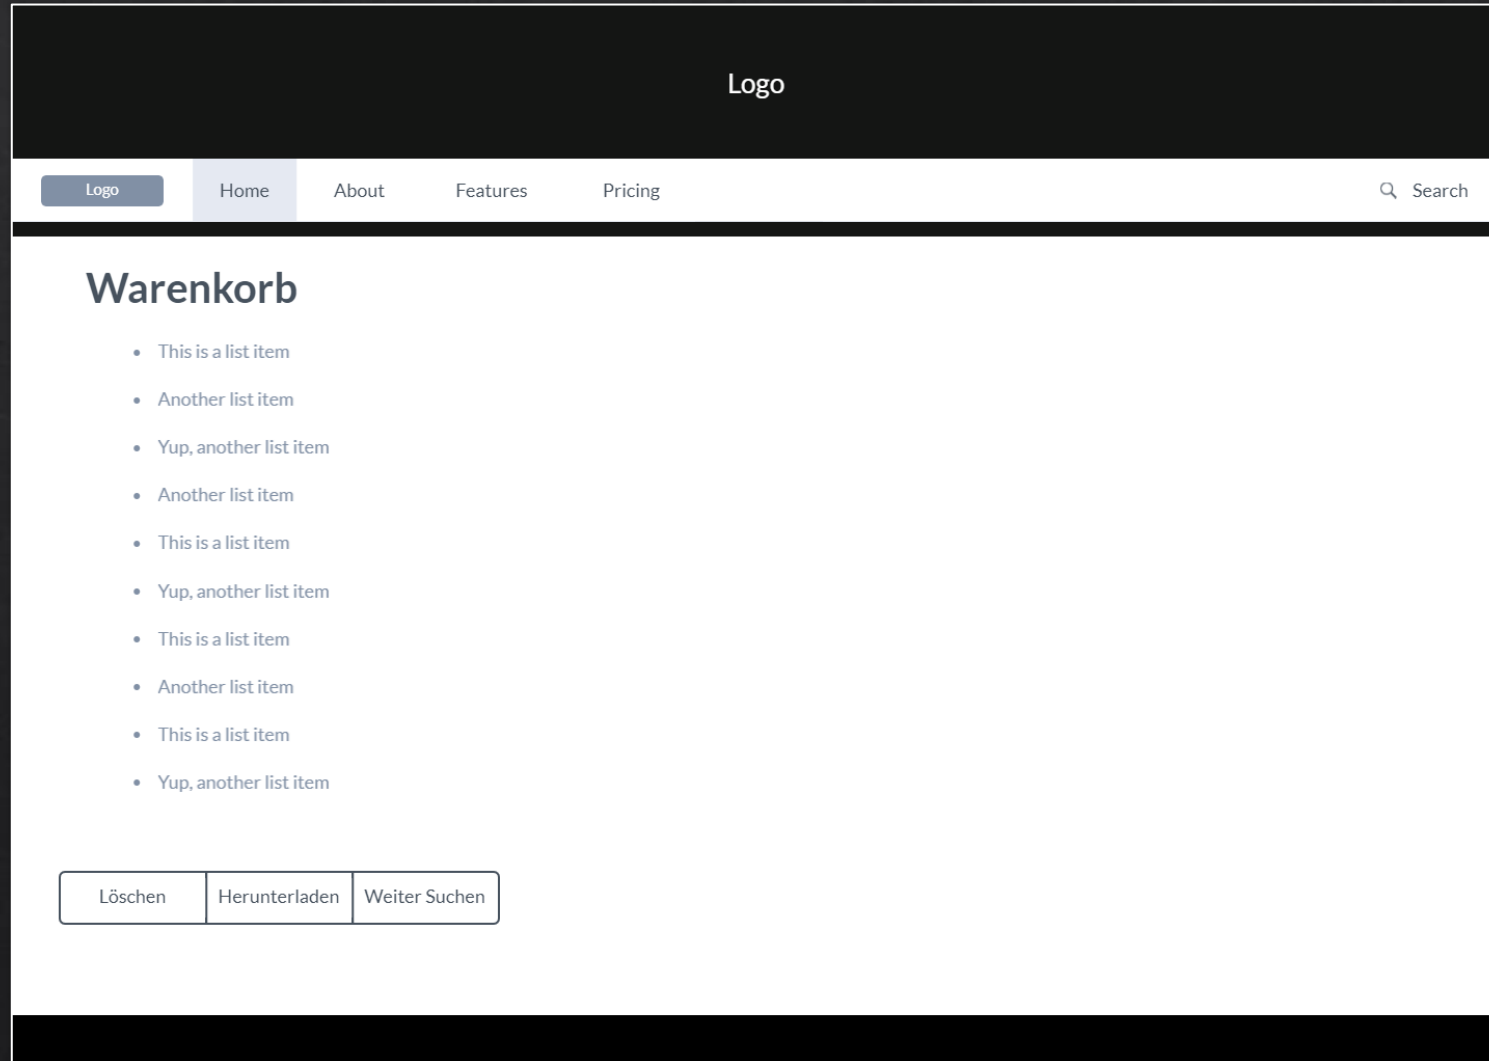 Logo
Logo Home About Features Pricing Search
Warenkorb
• This is a list item
• Another list item
• Yup, another list item
• Another list item
• This is a list item
• Yup, another list item
• This is a list item
• Another list item
• This is a list item
• Yup, another list item
Löschen Herunterladen Weiter Suchen